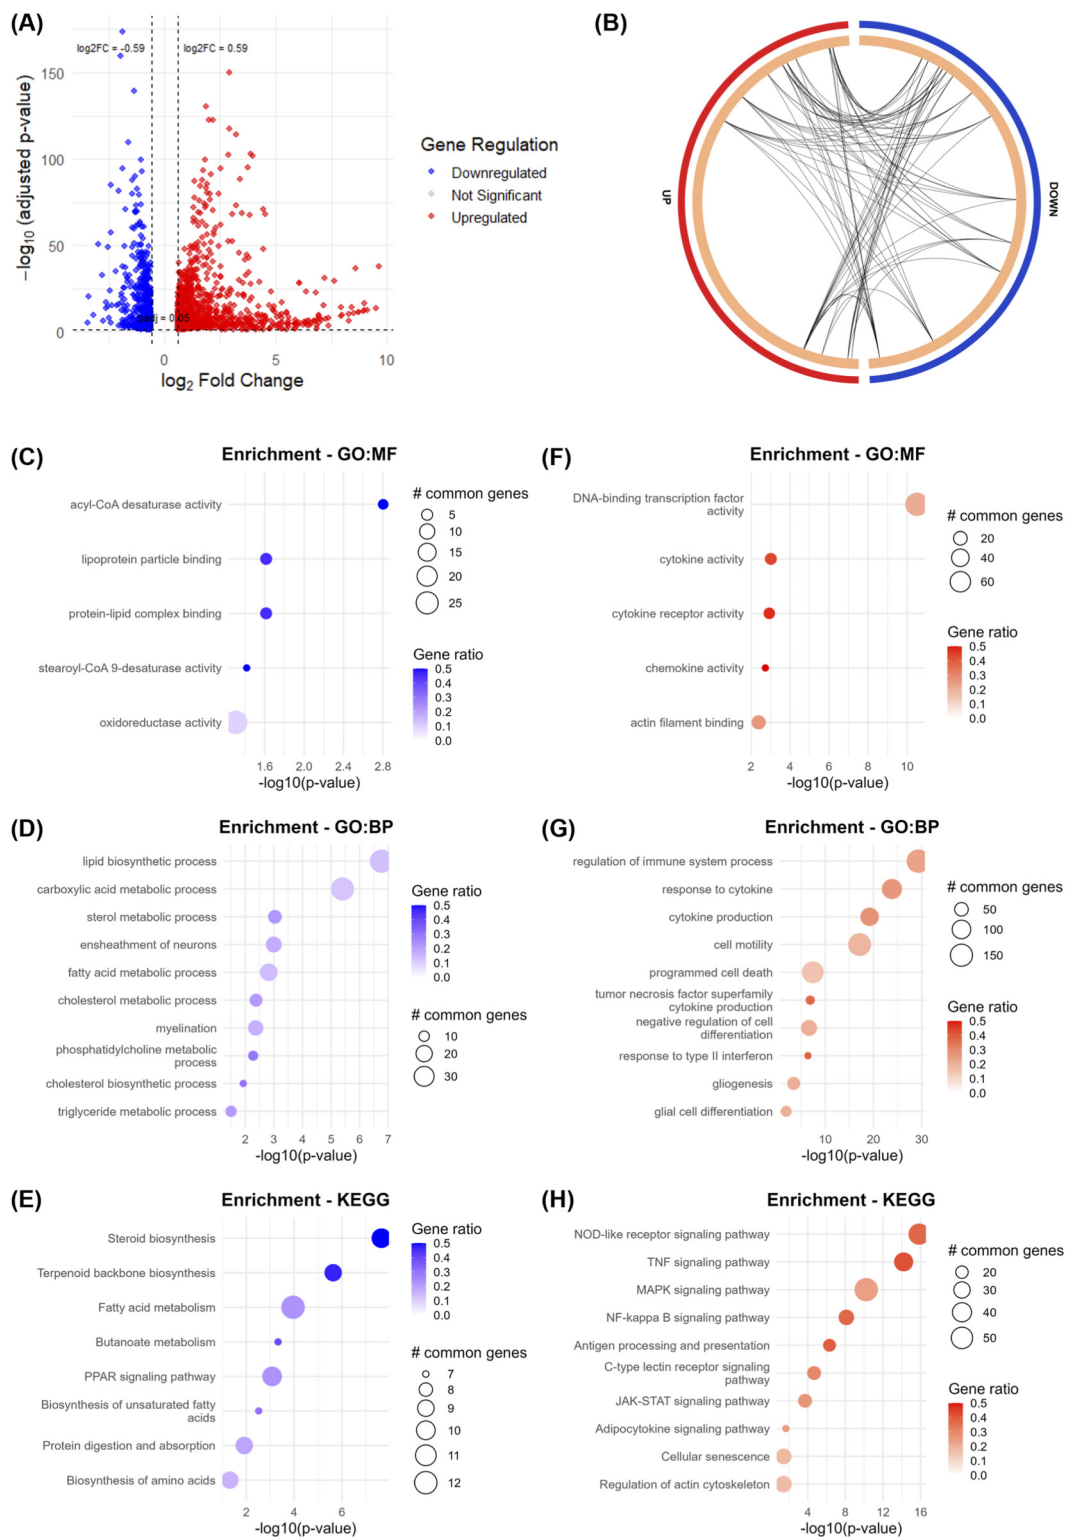 (A)
log2FC = -0.59
log2FC = 0.59
150
100
50
0
−log10 (adjusted p-value)
padj = 0.05
0
5
10
log2 Fold Change
Gene Regulation
Downregulated
Not Significant
Upregulated
(B)
UP
DOWN
(C)
Enrichment - GO:MF
acyl-CoA desaturase activity
lipoprotein particle binding
protein-lipid complex binding
stearoyl-CoA 9-desaturase activity
oxidoreductase activity
1.6
2.0
2.4
2.8
-log10(p-value)
# common genes
5
10
15
20
25
Gene ratio
0.5
0.4
0.3
0.2
0.1
0.0
(F)
Enrichment - GO:MF
DNA-binding transcription factor
activity
cytokine activity
cytokine receptor activity
chemokine activity
actin filament binding
2
4
6
8
10
-log10(p-value)
# common genes
20
40
60
Gene ratio
0.5
0.4
0.3
0.2
0.1
0.0
(D)
Enrichment - GO:BP
lipid biosynthetic process
carboxylic acid metabolic process
sterol metabolic process
ensheathment of neurons
fatty acid metabolic process
cholesterol metabolic process
myelination
phosphatidylcholine metabolic
process
cholesterol biosynthetic process
triglyceride metabolic process
2
3
4
5
6
7
-log10(p-value)
Gene ratio
0.5
0.4
0.3
0.2
0.1
0.0
# common genes
10
20
30
(G)
Enrichment - GO:BP
regulation of immune system process
response to cytokine
cytokine production
cell motility
programmed cell death
tumor necrosis factor superfamily
cytokine production
negative regulation of cell
differentiation
response to type II interferon
gliogenesis
glial cell differentiation
10
20
30
-log10(p-value)
# common genes
50
100
150
Gene ratio
0.5
0.4
0.3
0.2
0.1
0.0
(E)
Enrichment - KEGG
Steroid biosynthesis
Terpenoid backbone biosynthesis
Fatty acid metabolism
Butanoate metabolism
PPAR signaling pathway
Biosynthesis of unsaturated fatty
acids
Protein digestion and absorption
Biosynthesis of amino acids
2
4
6
-log10(p-value)
Gene ratio
0.5
0.4
0.3
0.2
0.1
0.0
# common genes
7
8
9
10
11
12
(H)
Enrichment - KEGG
NOD-like receptor signaling pathway
TNF signaling pathway
MAPK signaling pathway
NF-kappa B signaling pathway
Antigen processing and presentation
C-type lectin receptor signaling
pathway
JAK-STAT signaling pathway
Adipocytokine signaling pathway
Cellular senescence
Regulation of actin cytoskeleton
4
8
12
16
-log10(p-value)
# common genes
20
30
40
50
Gene ratio
0.5
0.4
0.3
0.2
0.1
0.0